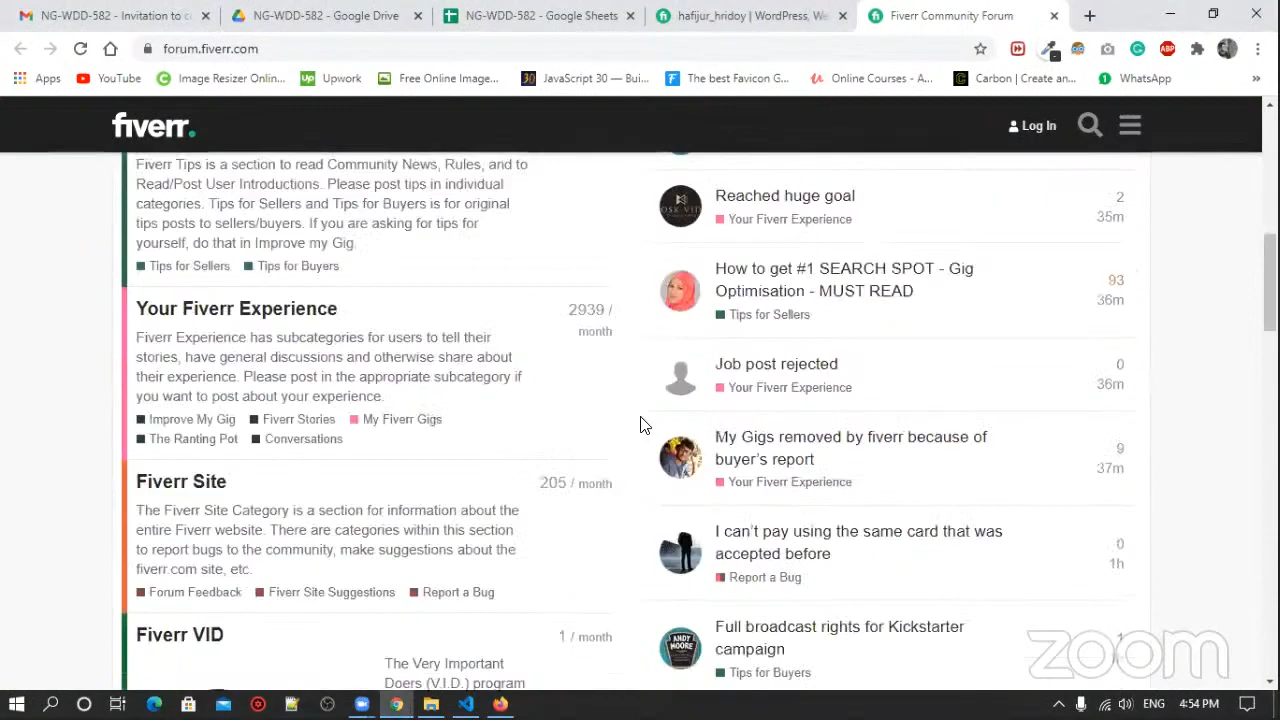 NG-WDD-582 - Invitation to c
NG-WDD-582 - Google Drive
NG-WDD-582 - Google Sheets
hafijur_hridoy | WordPress, We
Fiverr Community Forum
forum.fiverr.com
Apps
YouTube
Image Resizer Onlin...
Upwork
Free Online Image...
JavaScript 30 — Bui...
The best Favicon G...
Online Courses - A...
Carbon | Create an...
WhatsApp
fiverr.
Log In
Fiverr Tips is a section to read Community News, Rules, and to
Read/Post User Introductions. Please post tips in individual
categories. Tips for Sellers and Tips for Buyers is for original
tips posts to sellers/buyers. If you are asking for tips for
yourself, do that in Improve my Gig.
Tips for Sellers Tips for Buyers
Your Fiverr Experience
2939 /
month
Fiverr Experience has subcategories for users to tell their
stories, have general discussions and otherwise share about
their experience. Please post in the appropriate subcategory if
you want to post about your experience.
Improve My Gig Fiverr Stories My Fiverr Gigs
The Ranting Pot Conversations
Fiverr Site
205 / month
The Fiverr Site Category is a section for information about the
entire Fiverr website. There are categories within this section
to report bugs to the community, make suggestions about the
fiverr.com site, etc.
Forum Feedback Fiverr Site Suggestions Report a Bug
Fiverr VID
1 / month
The Very Important
Doers (V.I.D.) program
Reached huge goal
2
Your Fiverr Experience
35m
How to get #1 SEARCH SPOT - Gig
Optimisation - MUST READ
93
36m
Tips for Sellers
Job post rejected
0
Your Fiverr Experience
36m
My Gigs removed by fiverr because of
buyer's report
9
37m
Your Fiverr Experience
I can't pay using the same card that was
accepted before
0
1h
Report a Bug
Full broadcast rights for Kickstarter
campaign
Tips for Buyers
ANDY
MOORE
zoom
ENG
4:54 PM